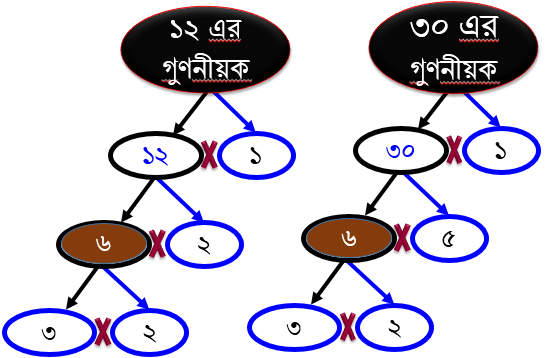 ১২ এর
গুণনীয়ক
৩০ এর
গুণনীয়ক
১২ X ১
৩০ X ১
৬ X ২
৬ X ৫
৩ X ২
৩ X ২